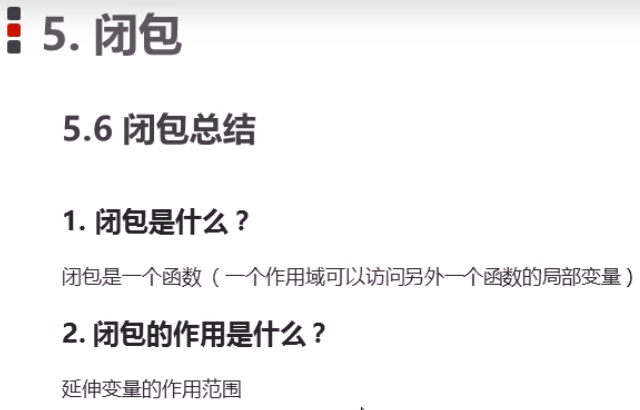 5. 闭包
5.6 闭包总结
1. 闭包是什么？
闭包是一个函数（一个作用域可以访问另外一个函数的局部变量）
2. 闭包的作用是什么？
延伸变量的作用范围